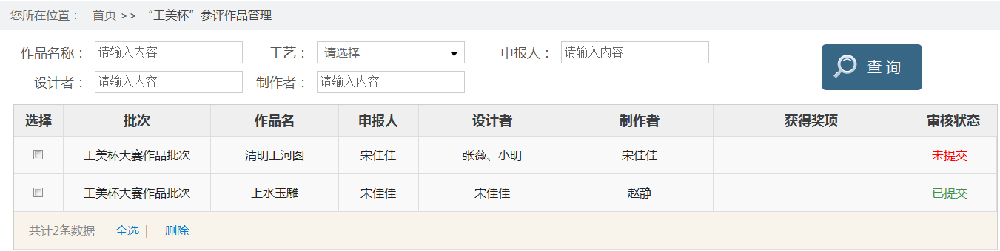 您所在位置： 首页 >> “工美杯”参评作品管理
作品名称： 请输入内容 工艺： 请选择 申报人： 请输入内容 查 询
设计者： 请输入内容 制作者： 请输入内容
选择 批次 作品名 申报人 设计者 制作者 获得奖项 审核状态
工美杯大赛作品批次 清明上河图 宋佳佳 张薇、小明 宋佳佳 未提交
工美杯大赛作品批次 上水玉雕 宋佳佳 宋佳佳 赵静 已提交
共计2条数据 全选 | 删除